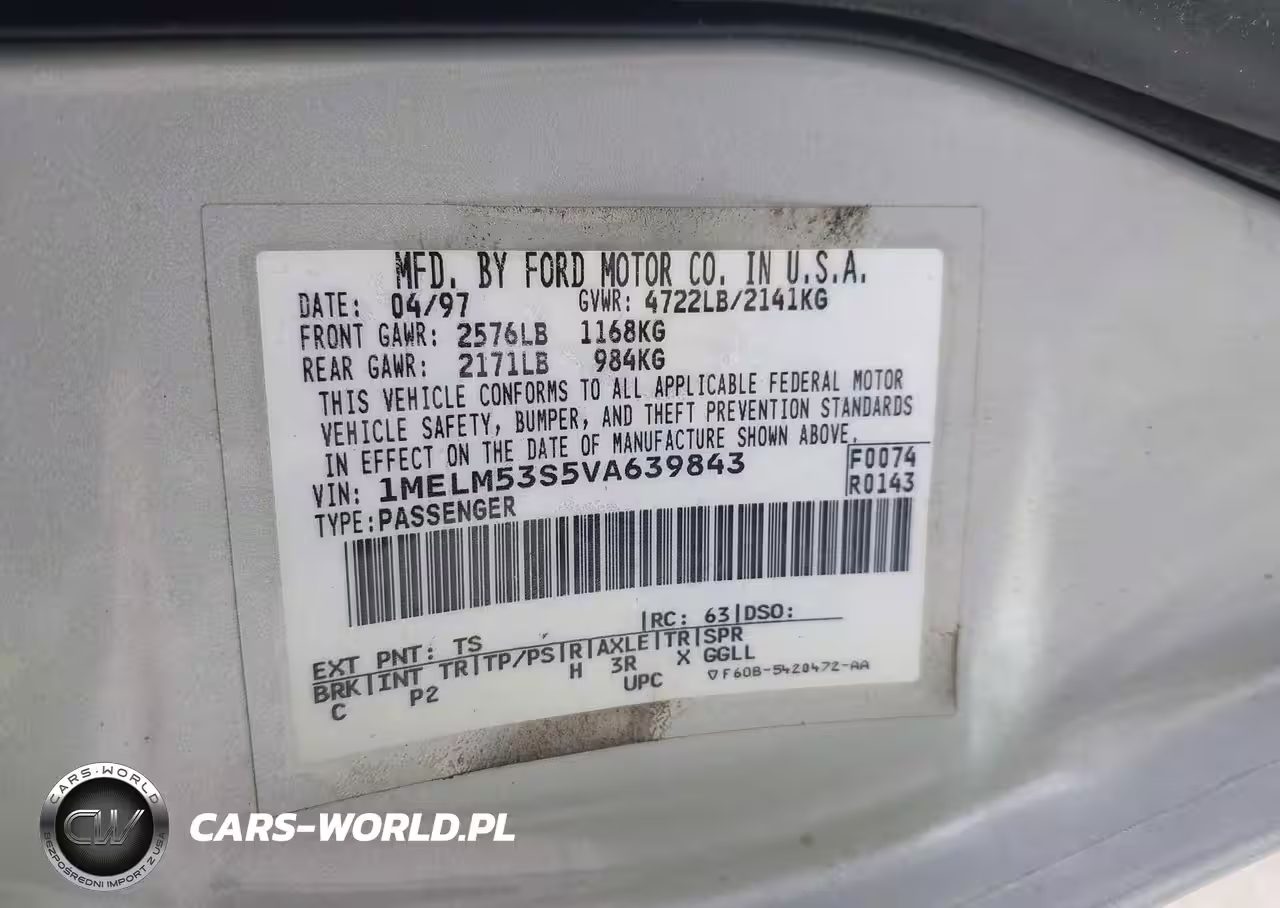 MFD. BY FORD MOTOR CO. IN U.S.A.
DATE: 04/97 GVWR: 4722LB/2141KG
FRONT GAWR: 2576LB 1168KG
REAR GAWR: 2171LB 984KG
THIS VEHICLE CONFORMS TO ALL APPLICABLE FEDERAL MOTOR
VEHICLE SAFETY, BUMPER, AND THEFT PREVENTION STANDARDS
IN EFFECT ON THE DATE OF MANUFACTURE SHOWN ABOVE.
VIN: 1MELM53S5VA639843 F0074
TYPE: PASSENGER R0143
EXT PNT: TS |RC: 63|DSO:
BRK|INT TR|TP/PS|R|AXLE|TR|SPR
C P2 H 3R X GGLL
UPC ▽F60B-5420472-AA
CARS-WORLD
CW
BEZPOŚREDNI IMPORT Z USA
CARS-WORLD.PL